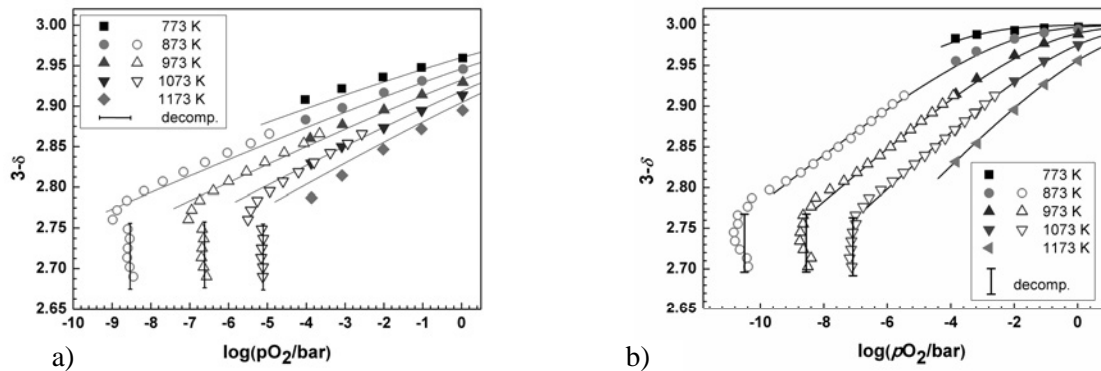 3.00
2.95
2.90
2.85
2.80
2.75
2.70
2.65
3-δ
773 K
873 K
973 K
1073 K
1173 K
decomp.
-10 -9 -8 -7 -6 -5 -4 -3 -2 -1 0
log(pO₂/bar)
a)
3.00
2.95
2.90
2.85
2.80
2.75
2.70
2.65
3-δ
773 K
873 K
973 K
1073 K
1173 K
decomp.
-10 -8 -6 -4 -2 0
log(pO₂/bar)
b)